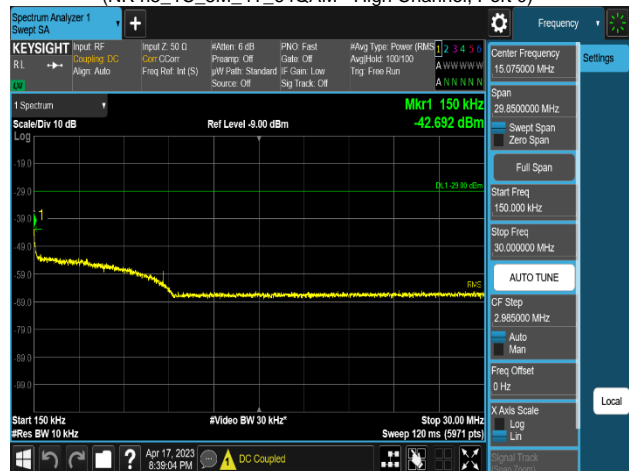 Spectrum Analyzer 1
Swept SA
Frequency
KEYSIGHT
RL
Input: RF
Coupling: DC
Align: Auto
Input Z: 50 Ω
Corr CCorr
Freq Ref: Int (S)
#Atten: 6 dB
Preamp: Off
µW Path: Standard
Source: Off
PNO: Fast
Gate: Off
IF Gain: Low
Sig Track: Off
#Avg Type: Power (RMS
Avg|Hold: 100/100
Trig: Free Run
1 2 3 4 5 6
A W W W W W
A N N N N N
LV
Center Frequency
15.075000 MHz
Settings
Span
29.8500000 MHz
Swept Span
Zero Span
Full Span
Start Freq
150.000 kHz
Stop Freq
30.000000 MHz
AUTO TUNE
CF Step
2.985000 MHz
Auto
Man
Freq Offset
0 Hz
X Axis Scale
Log
Lin
Signal Track
(Span Zoom)
Local
1 Spectrum
Mkr1 150 kHz
-42.692 dBm
Scale/Div 10 dB
Ref Level -9.00 dBm
Log
-19.0
DL1 -29.00 dBm
-29.0
-39.0
1
-49.0
RMS
-59.0
-69.0
-79.0
-89.0
-99.0
Start 150 kHz
#Video BW 30 kHz*
Stop 30.00 MHz
#Res BW 10 kHz
Sweep 120 ms (5971 pts)
Apr 17, 2023
8:39:04 PM
DC Coupled